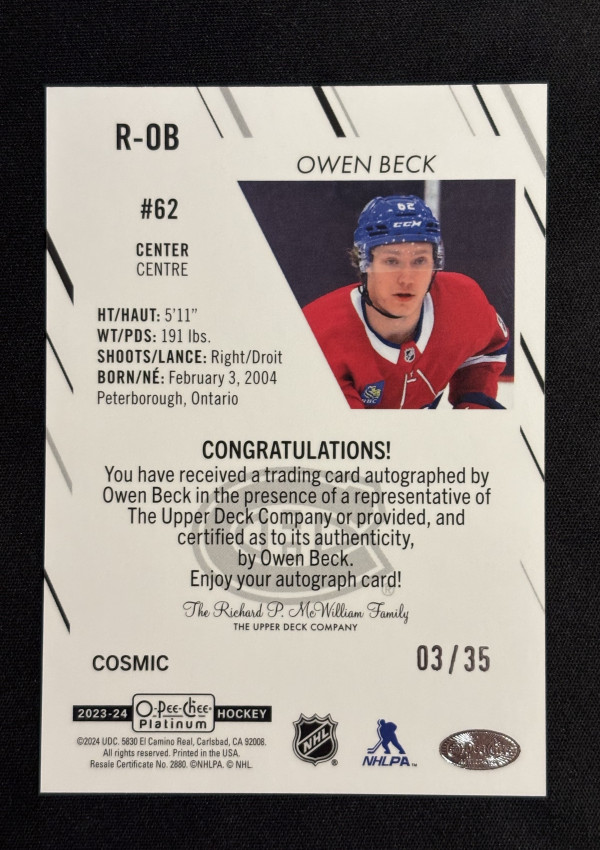 R-OB
OWEN BECK
#62
CENTER
CENTRE
62
CCM
HT/HAUT: 5'11"
WT/PDS: 191 lbs.
SHOOTS/LANCE: Right/Droit
BORN/NÉ: February 3, 2004
Peterborough, Ontario
CONGRATULATIONS!
You have received a trading card autographed by
Owen Beck in the presence of a representative of
The Upper Deck Company or provided, and
certified as to its authenticity,
by Owen Beck.
Enjoy your autograph card!
®
The Richard P. McWilliam Family
THE UPPER DECK COMPANY
COSMIC
03/35
2023-24 O-Pee-Chee Platinum HOCKEY
©2024 UDC. 5830 El Camino Real, Carlsbad, CA 92008.
All rights reserved. Printed in the USA.
Resale Certificate No. 2880. ©NHLPA. © NHL.
NHL ®
NHLPA™